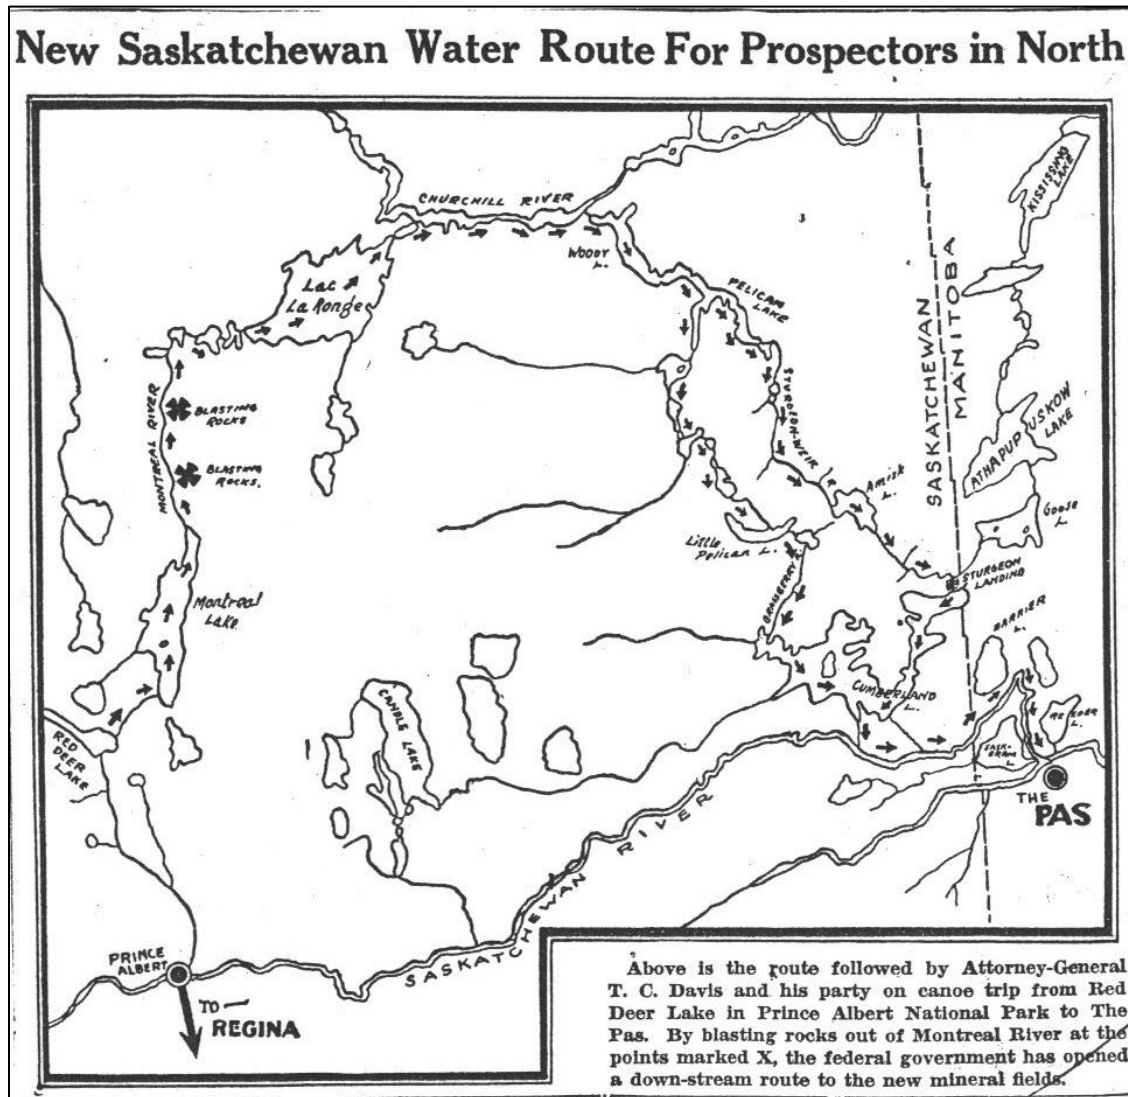 New Saskatchewan Water Route For Prospectors in North
CHURCHILL RIVER
KISSISSING
LAKE
WOODY
L.
Lac
La Ronge
PELICAN
LAKE
SASKATCHEWAN
MANITOBA
MONTREAL RIVER
BLASTING
ROCKS
BLASTING
ROCKS.
STURGEON-WEIR R.
ATHAPUPUSKOW
LAKE
Amisk
L.
Goose
L.
Little
Pelican L.
STURGEON
LANDING
CRANBERRY
Montreal
Lake
BARRIER
L.
CUMBERLAND
L.
CANDLE LAKE
RED
DEER
LAKE
REEDER
L.
SASK-
ERAM
L.
THE
PAS
SASKATCHEWAN RIVER
PRINCE
ALBERT
TO
REGINA
Above is the route followed by Attorney-General
T. C. Davis and his party on canoe trip from Red
Deer Lake in Prince Albert National Park to The
Pas. By blasting rocks out of Montreal River at the
points marked X, the federal government has opened
a down-stream route to the new mineral fields.